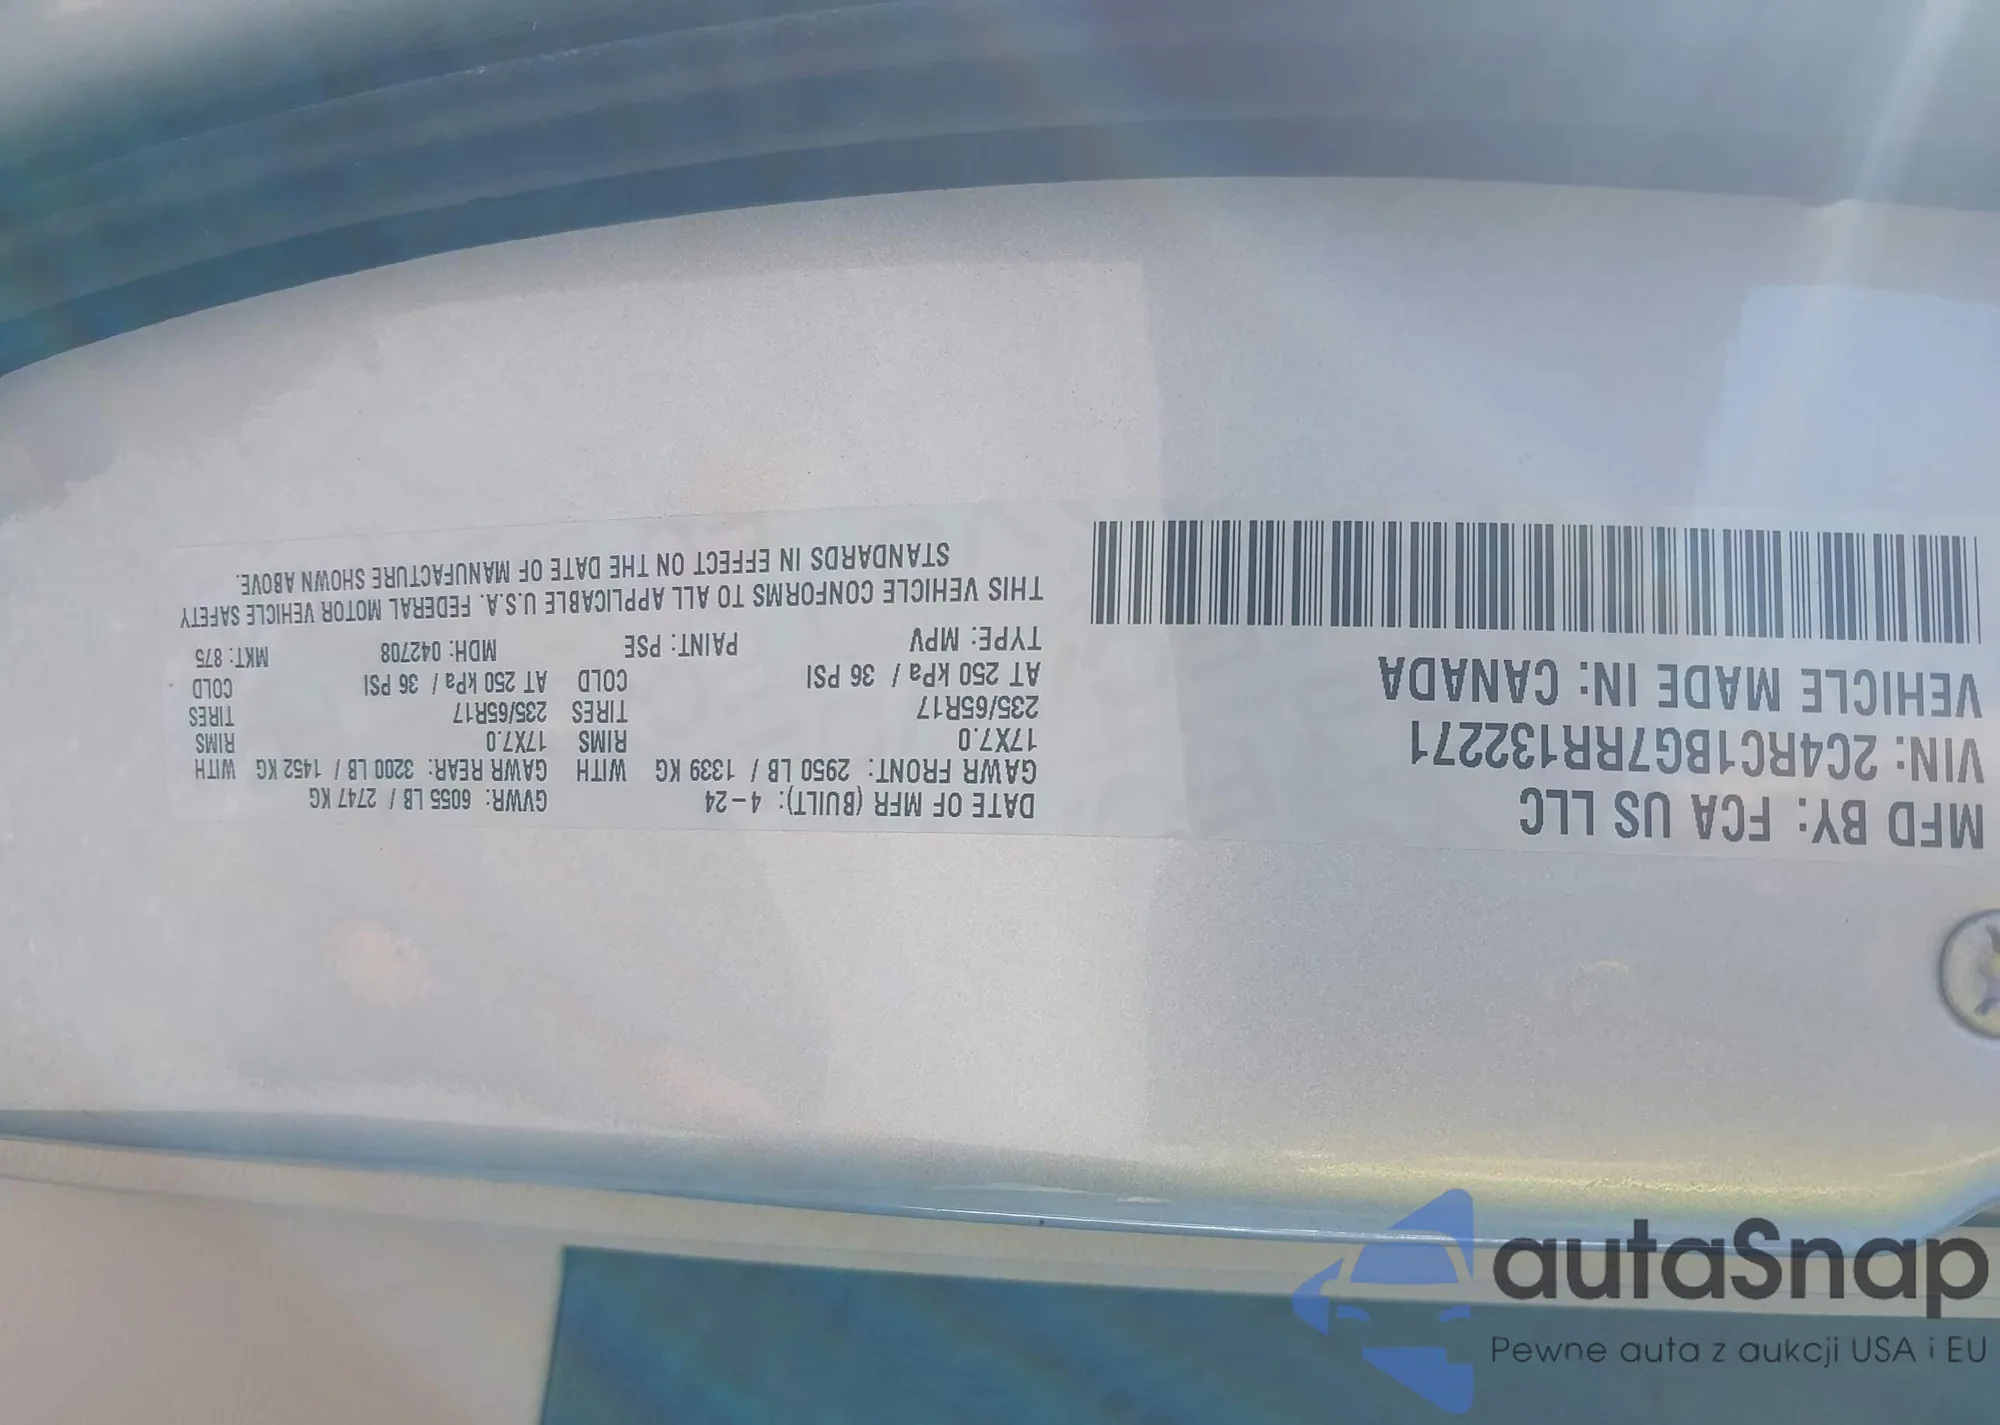 MFD BY: FCA US LLC
VIN: 2C4RC1BG7RR132271
VEHICLE MADE IN: CANADA
DATE OF MFR (BUILT): 4-24 GVWR: 6055 LB / 2747 KG
GAWR FRONT: 2950 LB / 1339 KG WITH GAWR REAR: 3200 LB / 1452 KG WITH
17X7.0 RIMS 17X7.0 RIMS
235/65R17 TIRES 235/65R17 TIRES
AT 250 kPa / 36 PSI COLD AT 250 kPa / 36 PSI COLD
TYPE: MPV PAINT: PSE MDH: 042708 MKT: 875
THIS VEHICLE CONFORMS TO ALL APPLICABLE U.S.A. FEDERAL MOTOR VEHICLE SAFETY
STANDARDS IN EFFECT ON THE DATE OF MANUFACTURE SHOWN ABOVE.
autaSnap
Pewne auta z aukcji USA i EU